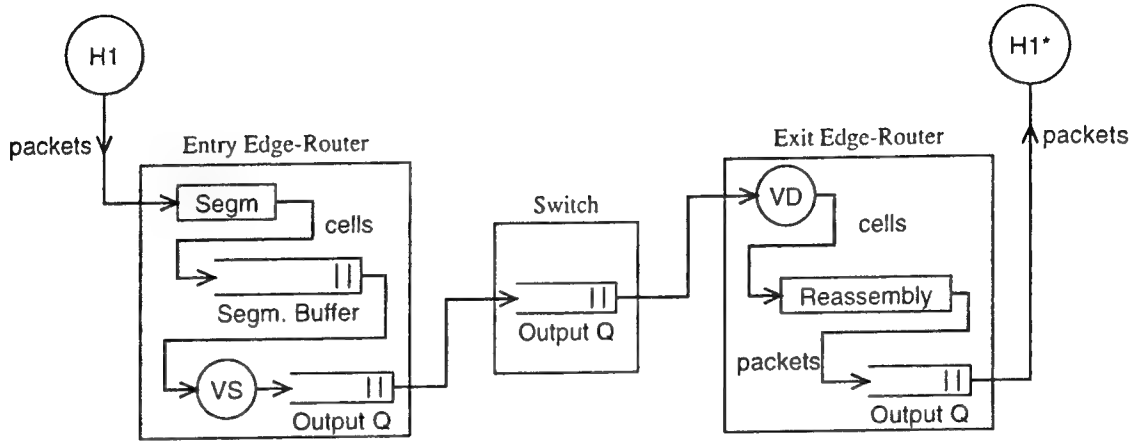 H1
H1*
packets
packets
Entry Edge-Router
Exit Edge-Router
Segm
cells
Segm. Buffer
VS
Output Q
Switch
Output Q
VD
cells
Reassembly
packets
Output Q